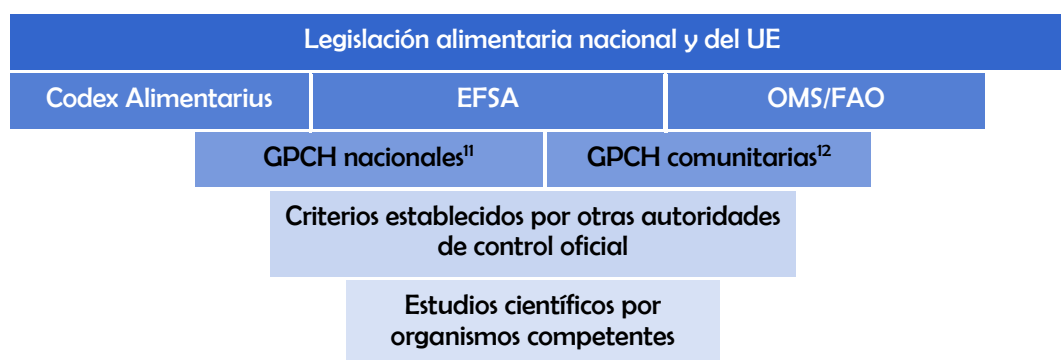 Legislación alimentaria nacional y del UE
Codex Alimentarius EFSA OMS/FAO
GPCH nacionales¹¹ GPCH comunitarias¹²
Criterios establecidos por otras autoridades
de control oficial
Estudios científicos por
organismos competentes